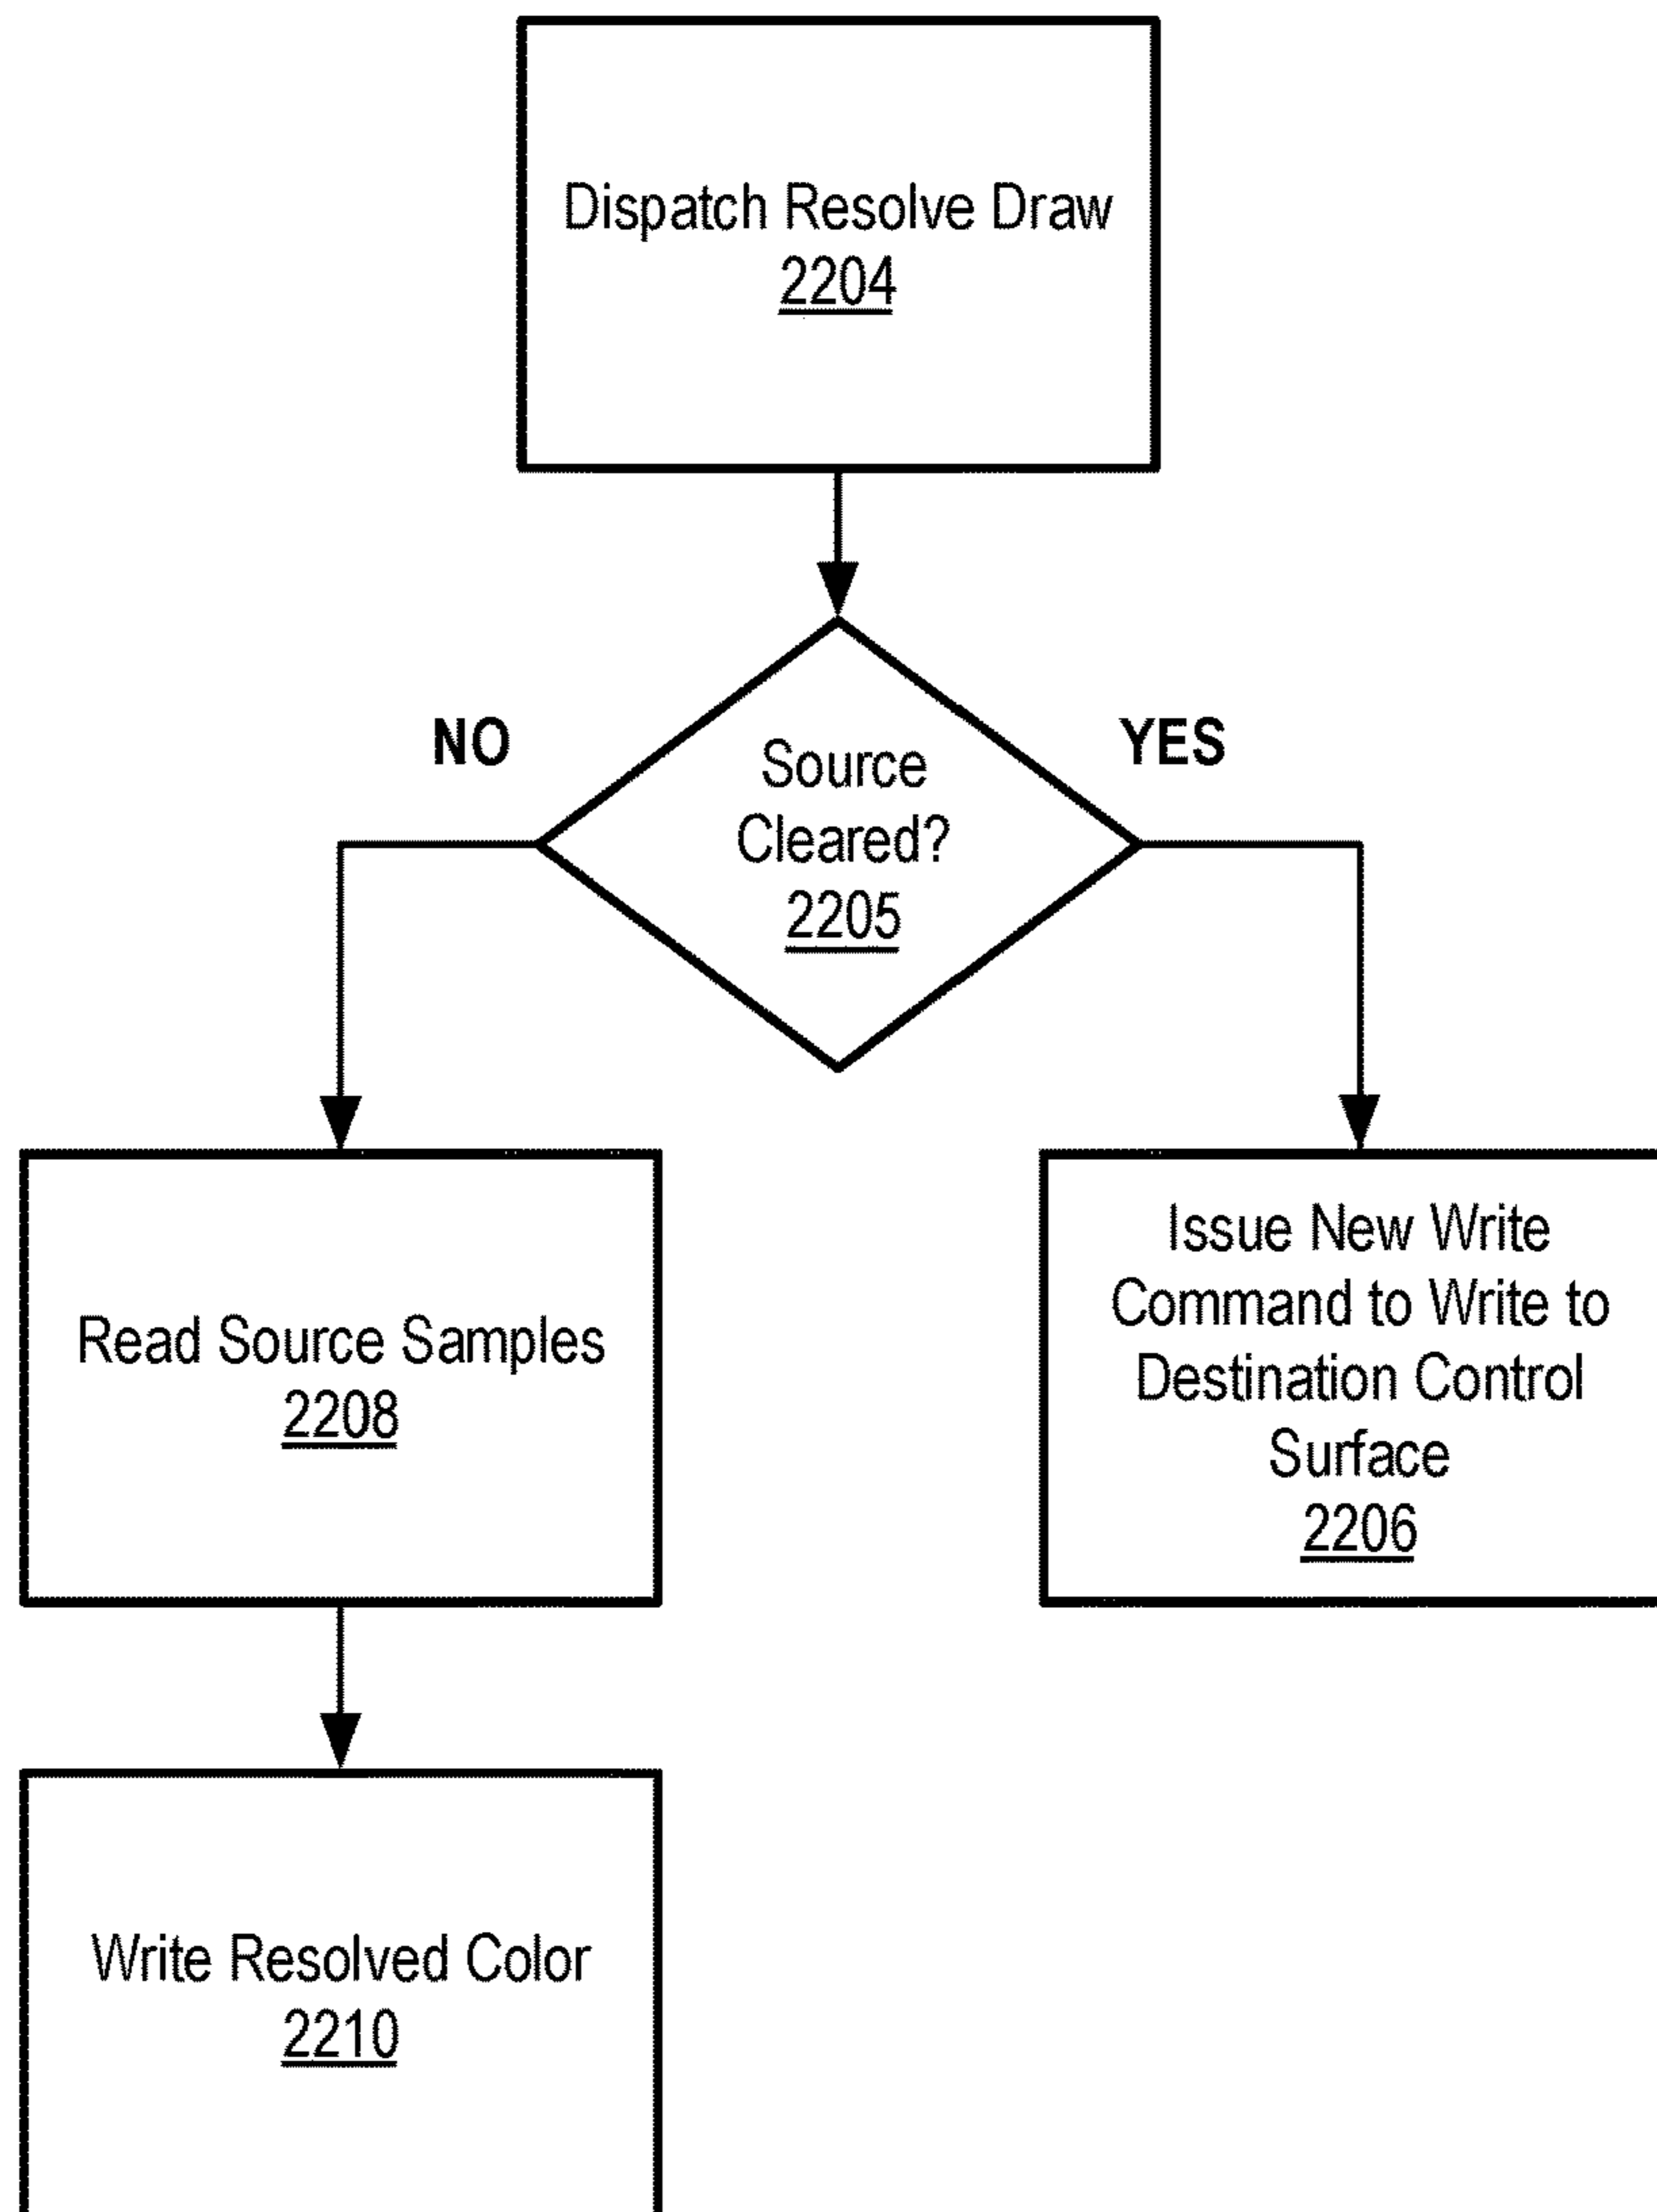 Dispatch Resolve Draw
2204
NO
YES
Source
Cleared?
2205
Read Source Samples
2208
Issue New Write
Command to Write to
Destination Control
Surface
2206
Write Resolved Color
2210